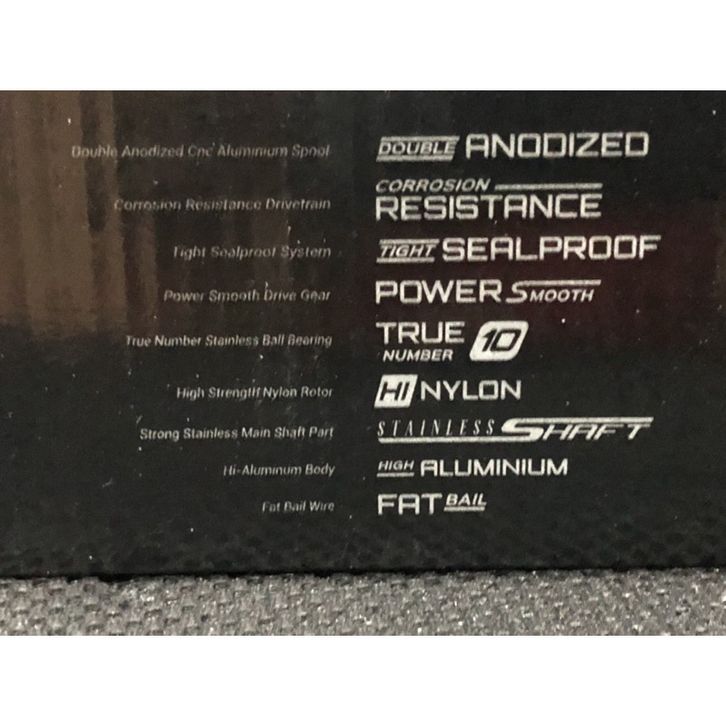 Double Anodized Cnc Aluminium Spool DOUBLE ANODIZED
Corrosion Resistance Drivetrain CORROSION RESISTANCE
Tight Sealproof System TIGHT SEALPROOF
Power Smooth Drive Gear POWER SMOOTH
True Number Stainless Ball Bearing TRUE NUMBER 10
High Strength Nylon Rotor HI NYLON
Strong Stainless Main Shaft Part STAINLESS SHAFT
Hi-Aluminum Body HIGH ALUMINIUM
Fat Bail Wire FAT BAIL